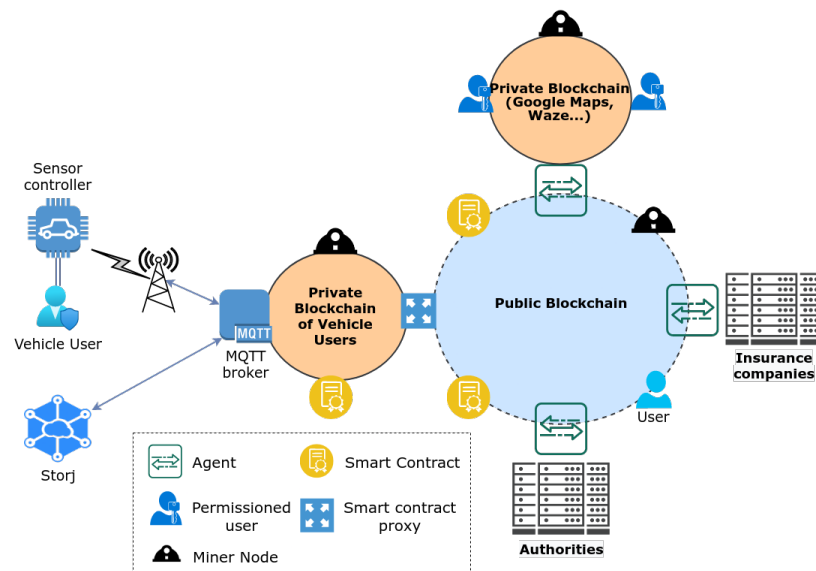 Private Blockchain
(Google Maps,
Waze...)
Sensor
controller
Private
Blockchain
of Vehicle
Users
Public Blockchain
Vehicle User
MQTT
MQTT
broker
Insurance
companies
User
Storj
Agent
Smart Contract
Permissioned
user
Smart contract
proxy
Miner Node
Authorities